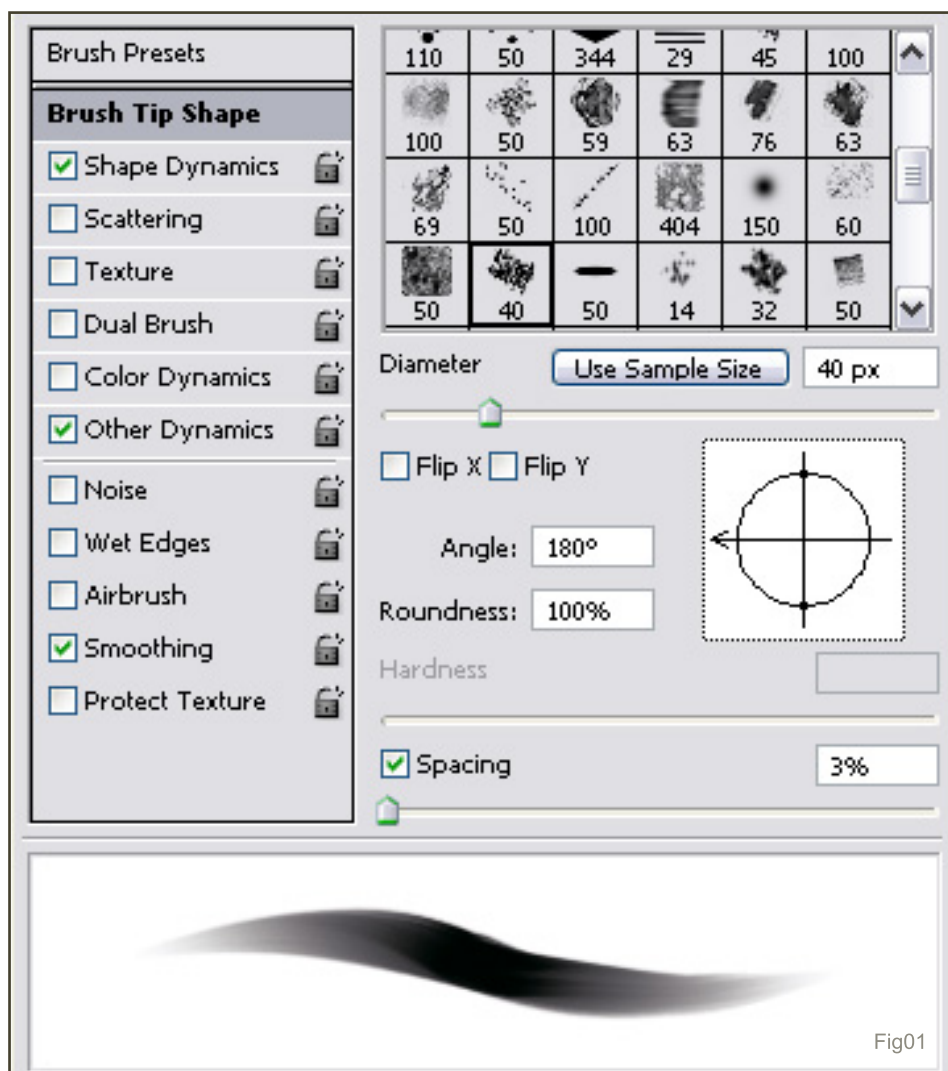 Brush Presets
Brush Tip Shape
Shape Dynamics
Scattering
Texture
Dual Brush
Color Dynamics
Other Dynamics
Noise
Wet Edges
Airbrush
Smoothing
Protect Texture
110 50 344 29 45 100
100 50 59 63 76 63
69 50 100 404 150 60
50 40 50 14 32 50
Diameter Use Sample Size 40 px
Flip X Flip Y
Angle: 180º
Roundness: 100%
Hardness
Spacing 3%
Fig01